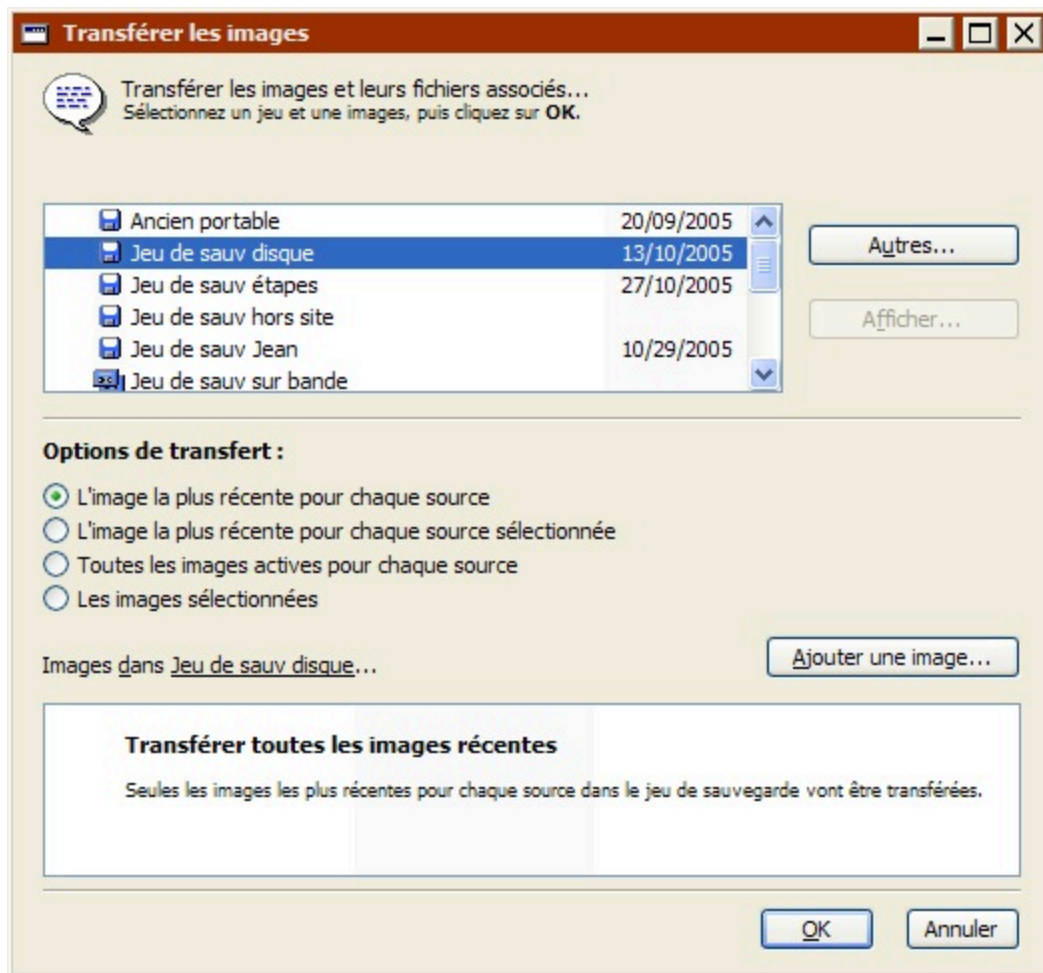 Transférer les images
Transférer les images et leurs fichiers associés...
Sélectionnez un jeu et une images, puis cliquez sur OK.
Ancien portable 20/09/2005
Jeu de sauv disque 13/10/2005
Jeu de sauv étapes 27/10/2005
Jeu de sauv hors site
Jeu de sauv Jean 10/29/2005
Jeu de sauv sur bande
Autres...
Afficher...
Options de transfert :
L'image la plus récente pour chaque source
L'image la plus récente pour chaque source sélectionnée
Toutes les images actives pour chaque source
Les images sélectionnées
Images dans Jeu de sauv disque...
Ajouter une image...
Transférer toutes les images récentes
Seules les images les plus récentes pour chaque source dans le jeu de sauvegarde vont être transférées.
OK Annuler